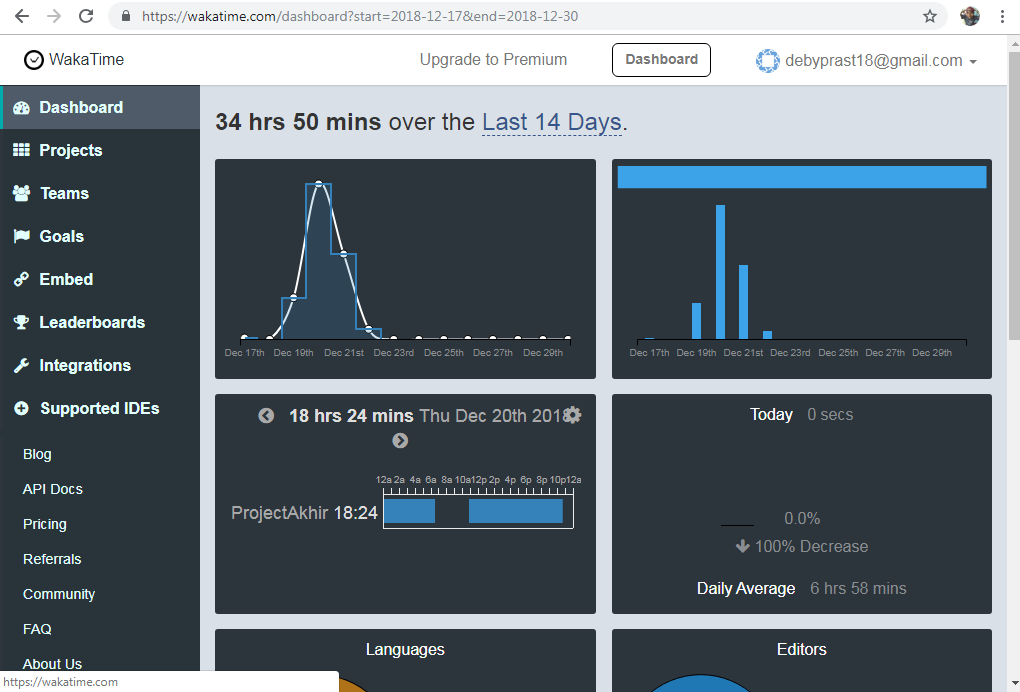 https://wakatime.com/dashboard?start=2018-12-17&end=2018-12-30
WakaTime
Upgrade to Premium
Dashboard
debyprast18@gmail.com
Dashboard
Projects
Teams
Goals
Embed
Leaderboards
Integrations
Supported IDEs
Blog
API Docs
Pricing
Referrals
Community
FAQ
About Us
https://wakatime.com
34 hrs 50 mins over the Last 14 Days.
Dec 17th Dec 19th Dec 21st Dec 23rd Dec 25th Dec 27th Dec 29th
Dec 17th Dec 19th Dec 21st Dec 23rd Dec 25th Dec 27th Dec 29th
18 hrs 24 mins Thu Dec 20th 2018
12a 2a 4a 6a 8a 10a 12p 2p 4p 6p 8p 10p 12a
ProjectAkhir 18:24
Today 0 secs
0.0%
100% Decrease
Daily Average 6 hrs 58 mins
Languages
Editors